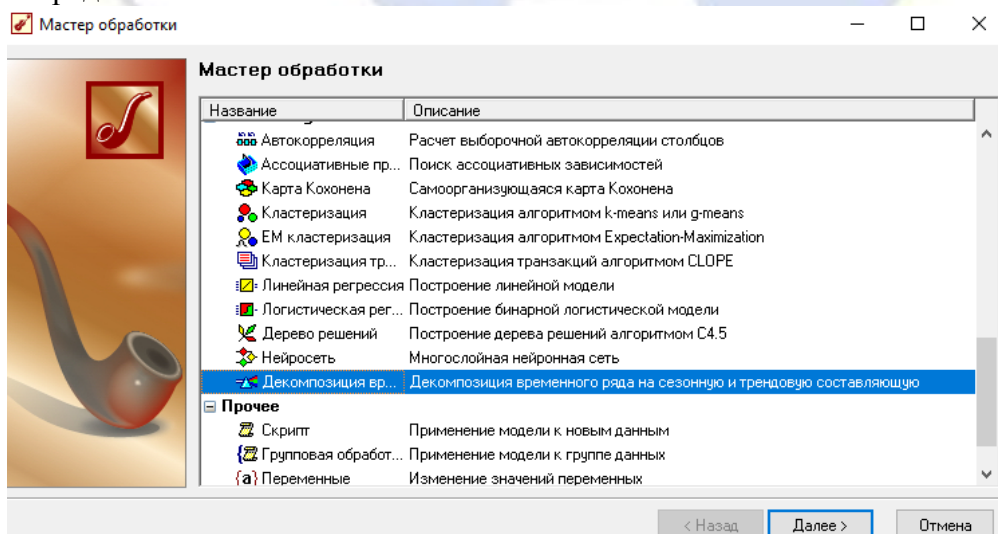 Мастер обработки
Мастер обработки
Название Описание
Автокорреляция Расчет выборочной автокорреляции столбцов
Ассоциативные пр... Поиск ассоциативных зависимостей
Карта Кохонена Самоорганизующаяся карта Кохонена
Кластеризация Кластеризация алгоритмом k-means или g-means
EM кластеризация Кластеризация алгоритмом Expectation-Maximization
Кластеризация тр... Кластеризация транзакций алгоритмом CLOPE
Линейная регрессия Построение линейной модели
Логистическая рег... Построение бинарной логистической модели
Дерево решений Построение дерева решений алгоритмом C4.5
Нейросеть Многослойная нейронная сеть
Декомпозиция вр... Декомпозиция временного ряда на сезонную и трендовую составляющую
Прочее
Скрипт Применение модели к новым данным
Групповая обработ... Применение модели к группе данных
{a} Переменные Изменение значений переменных
< Назад Далее > Отмена